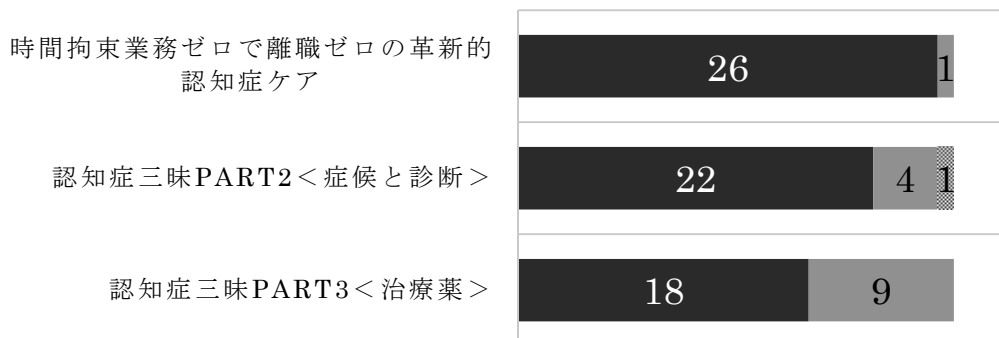 時間拘束業務ゼロで離職ゼロの革新的
認知症ケア
26 1
認知症三昧PART2＜症候と診断＞
22 4 1
認知症三昧PART3＜治療薬＞
18 9